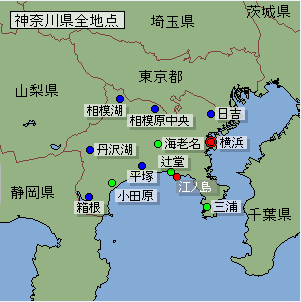 茨城県
埼玉県
神奈川県全地点
東京都
山梨県
相模湖
相模原中央
日吉
丹沢湖
海老名
横浜
辻堂
静岡県
平塚
江ノ島
箱根
小田原
三浦
千葉県